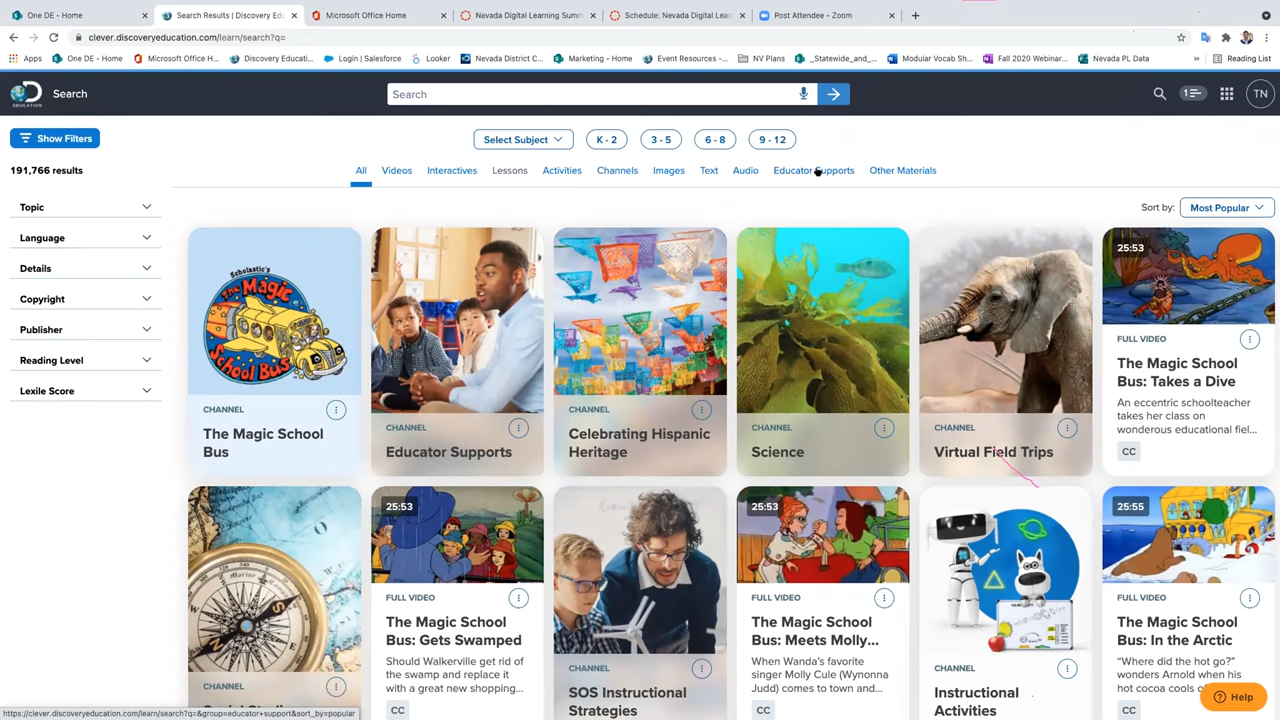 One DE - Home
Search Results | Discovery Edu
Microsoft Office Home
Nevada Digital Learning Summ
Schedule: Nevada Digital Lear
Post Attendee - Zoom
clever.discoveryeducation.com/learn/search?q=
Apps
One DE - Home
Microsoft Office H...
Discovery Educati...
Login | Salesforce
Looker
Nevada District C...
Marketing - Home
Event Resources -...
NV Plans
_Statewide_and_...
Modular Vocab Sh...
Fall 2020 Webinar...
Nevada PL Data
»
Reading List
EDUCATION
Search
Search
1
TN
Show Filters
Select Subject
K - 2
3 - 5
6 - 8
9 - 12
191,766 results
All
Videos
Interactives
Lessons
Activities
Channels
Images
Text
Audio
Educator Supports
Other Materials
Sort by:
Most Popular
Topic
Language
Details
Copyright
Publisher
Reading Level
Lexile Score
Scholastic's
THE MAGIC
SCHOOL BUS
CHANNEL
The Magic School
Bus
CHANNEL
Educator Supports
CHANNEL
Celebrating Hispanic
Heritage
CHANNEL
Science
CHANNEL
Virtual Field Trips
25:53
FULL VIDEO
The Magic School
Bus: Takes a Dive
An eccentric schoolteacher
takes her class on
wonderous educational fiel...
CC
CHANNEL
25:53
FULL VIDEO
The Magic School
Bus: Gets Swamped
Should Walkerville get rid of
the swamp and replace it
with a great new shopping...
CC
CHANNEL
SOS Instructional
Strategies
25:53
FULL VIDEO
The Magic School
Bus: Meets Molly...
When Wanda's favorite
singer Molly Cule (Wynonna
Judd) comes to town and...
CC
CHANNEL
Instructional
Activities
25:55
FULL VIDEO
The Magic School
Bus: In the Arctic
"Where did the hot go?"
wonders Arnold when his
hot cocoa cools
CC
Help
https://clever.discoveryeducation.com/learn/search?q=&group=educator+support&sort_by=popular